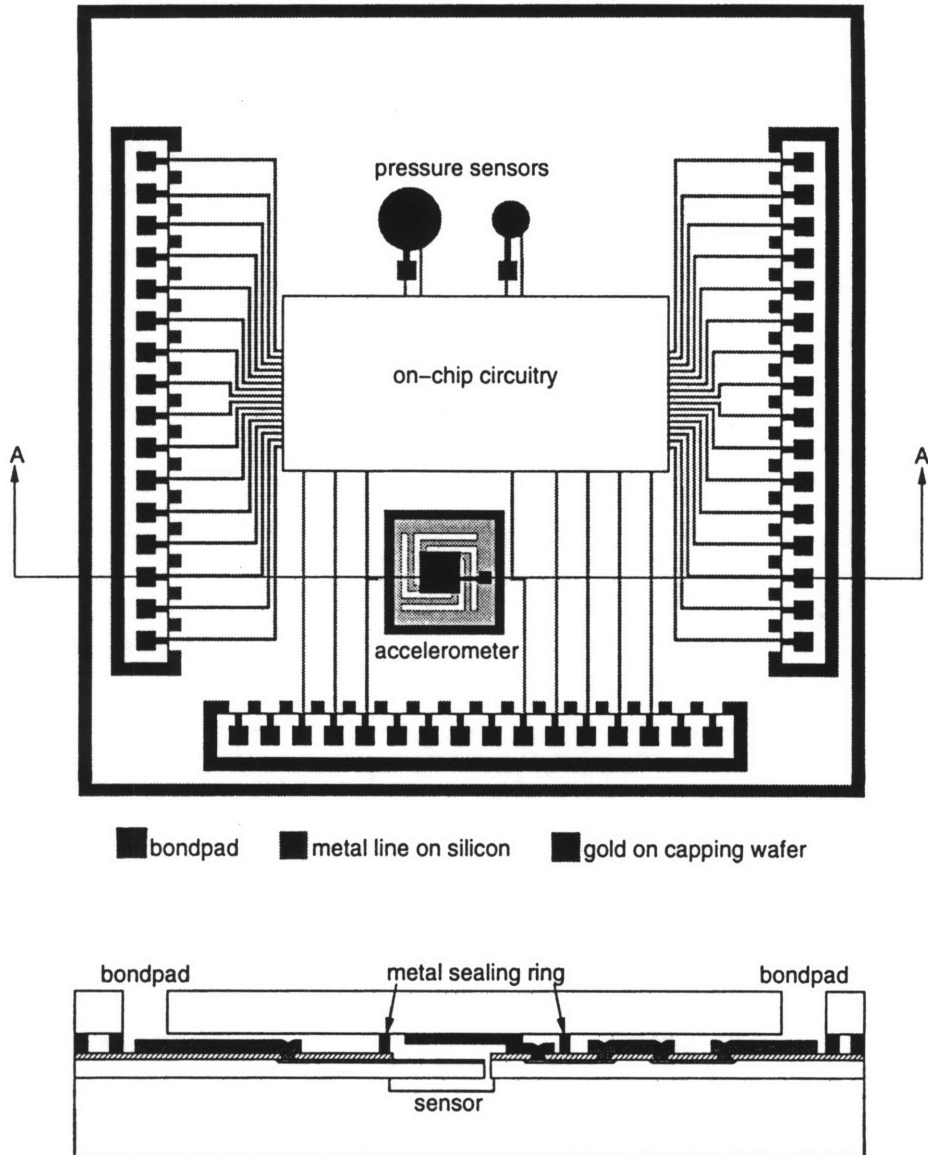 pressure sensors
on-chip circuitry
A
A
accelerometer
bondpad
metal line on silicon
gold on capping wafer
bondpad
metal sealing ring
bondpad
sensor